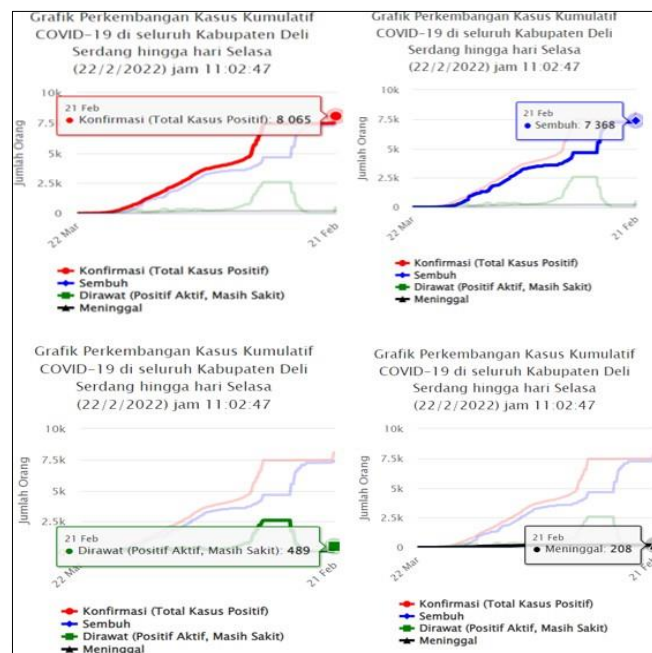 Grafik Perkembangan Kasus Kumulatif
COVID-19 di seluruh Kabupaten Deli
Serdang hingga hari Selasa
(22/2/2022) jam 11:02:47
10k
21 Feb
Konfirmasi (Total Kasus Positif): 8 065
7.5k
5k
2.5k
0
Jumlah Orang
22 Mar
21 Feb
Konfirmasi (Total Kasus Positif)
Sembuh
Dirawat (Positif Aktif, Masih Sakit)
Meninggal
Grafik Perkembangan Kasus Kumulatif
COVID-19 di seluruh Kabupaten Deli
Serdang hingga hari Selasa
(22/2/2022) jam 11:02:47
10k
21 Feb
Sembuh: 7 368
7.5k
5k
2.5k
0
Jumlah Orang
22 Mar
21 Feb
Konfirmasi (Total Kasus Positif)
Sembuh
Dirawat (Positif Aktif, Masih Sakit)
Meninggal
Grafik Perkembangan Kasus Kumulatif
COVID-19 di seluruh Kabupaten Deli
Serdang hingga hari Selasa
(22/2/2022) jam 11:02:47
10k
7.5k
5k
2.5k
21 Feb
Dirawat (Positif Aktif, Masih Sakit): 489
Jumlah Orang
22 Mar
21 Feb
Konfirmasi (Total Kasus Positif)
Sembuh
Dirawat (Positif Aktif, Masih Sakit)
Meninggal
Grafik Perkembangan Kasus Kumulatif
COVID-19 di seluruh Kabupaten Deli
Serdang hingga hari Selasa
(22/2/2022) jam 11:02:47
10k
7.5k
5k
2.5k
0
21 Feb
Meninggal: 208
Jumlah Orang
22 Mar
21 Feb
Konfirmasi (Total Kasus Positif)
Sembuh
Dirawat (Positif Aktif, Masih Sakit)
Meninggal